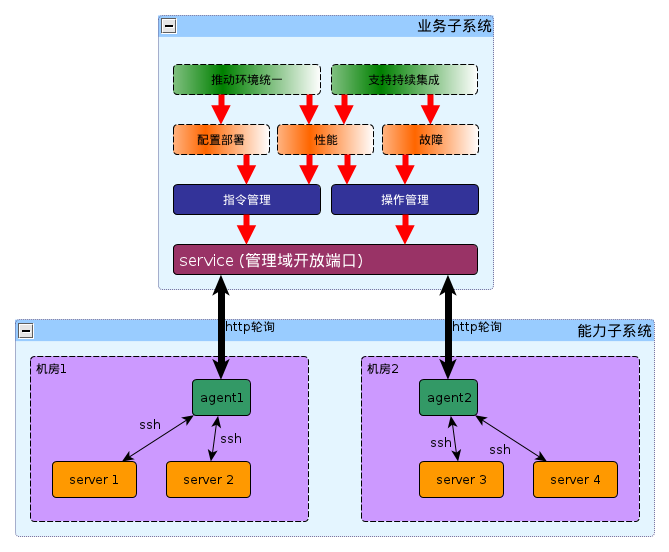 业务子系统
推动环境统一
支持持续集成
配置部署
性能
故障
指令管理
操作管理
service (管理域开放端口)
http轮询
http轮询
能力子系统
机房1
机房2
agent1
agent2
ssh
ssh
ssh
ssh
server 1
server 2
server 3
server 4